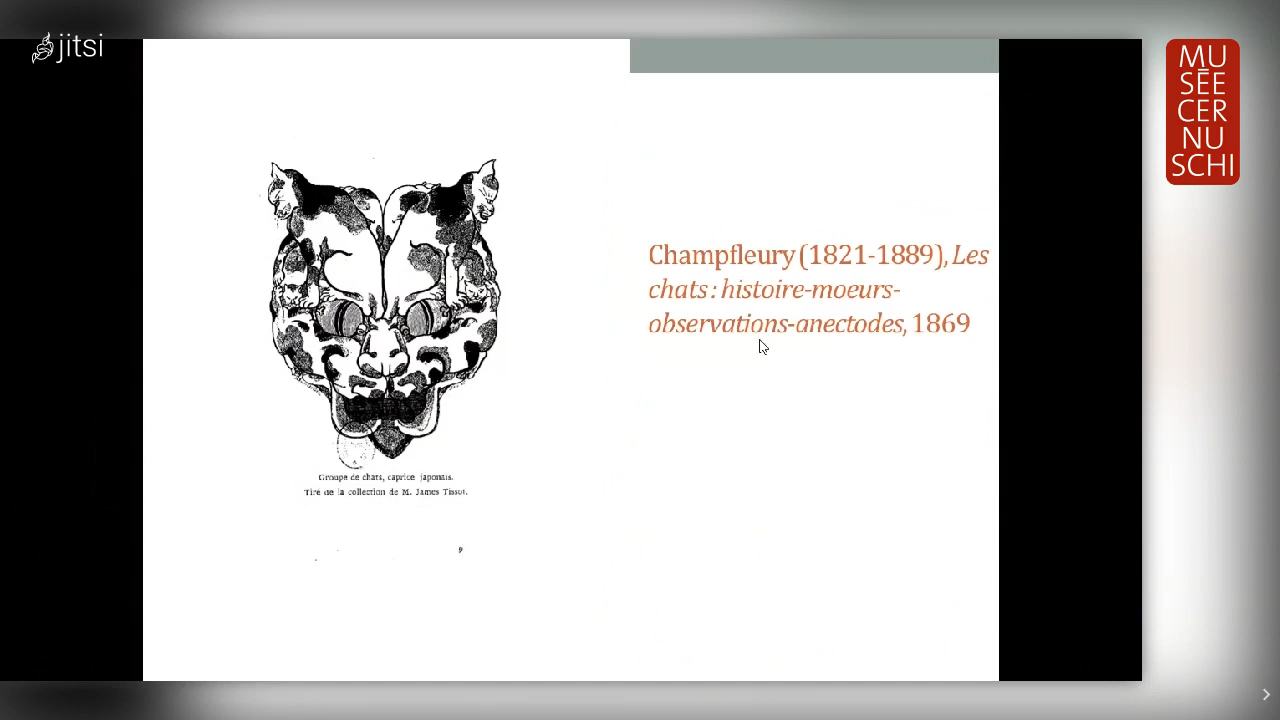 jitsi
MU
SÉE
CER
NU
SCHI
Champfleury (1821-1889), Les
chats : histoire-moeurs-
observations-anectodes, 1869
Groupe de chats, caprice japonais.
Tiré de la collection de M. James Tissot.
9